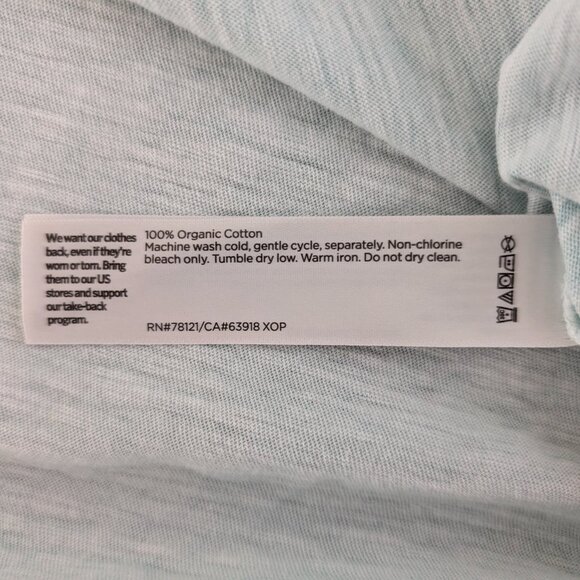 We want our clothes
back, even if they're
worn or torn. Bring
them to our US
stores and support
our take-back
program.
100% Organic Cotton
Machine wash cold, gentle cycle, separately. Non-chlorine
bleach only. Tumble dry low. Warm iron. Do not dry clean.
RN#78121/CA#63918 XOP